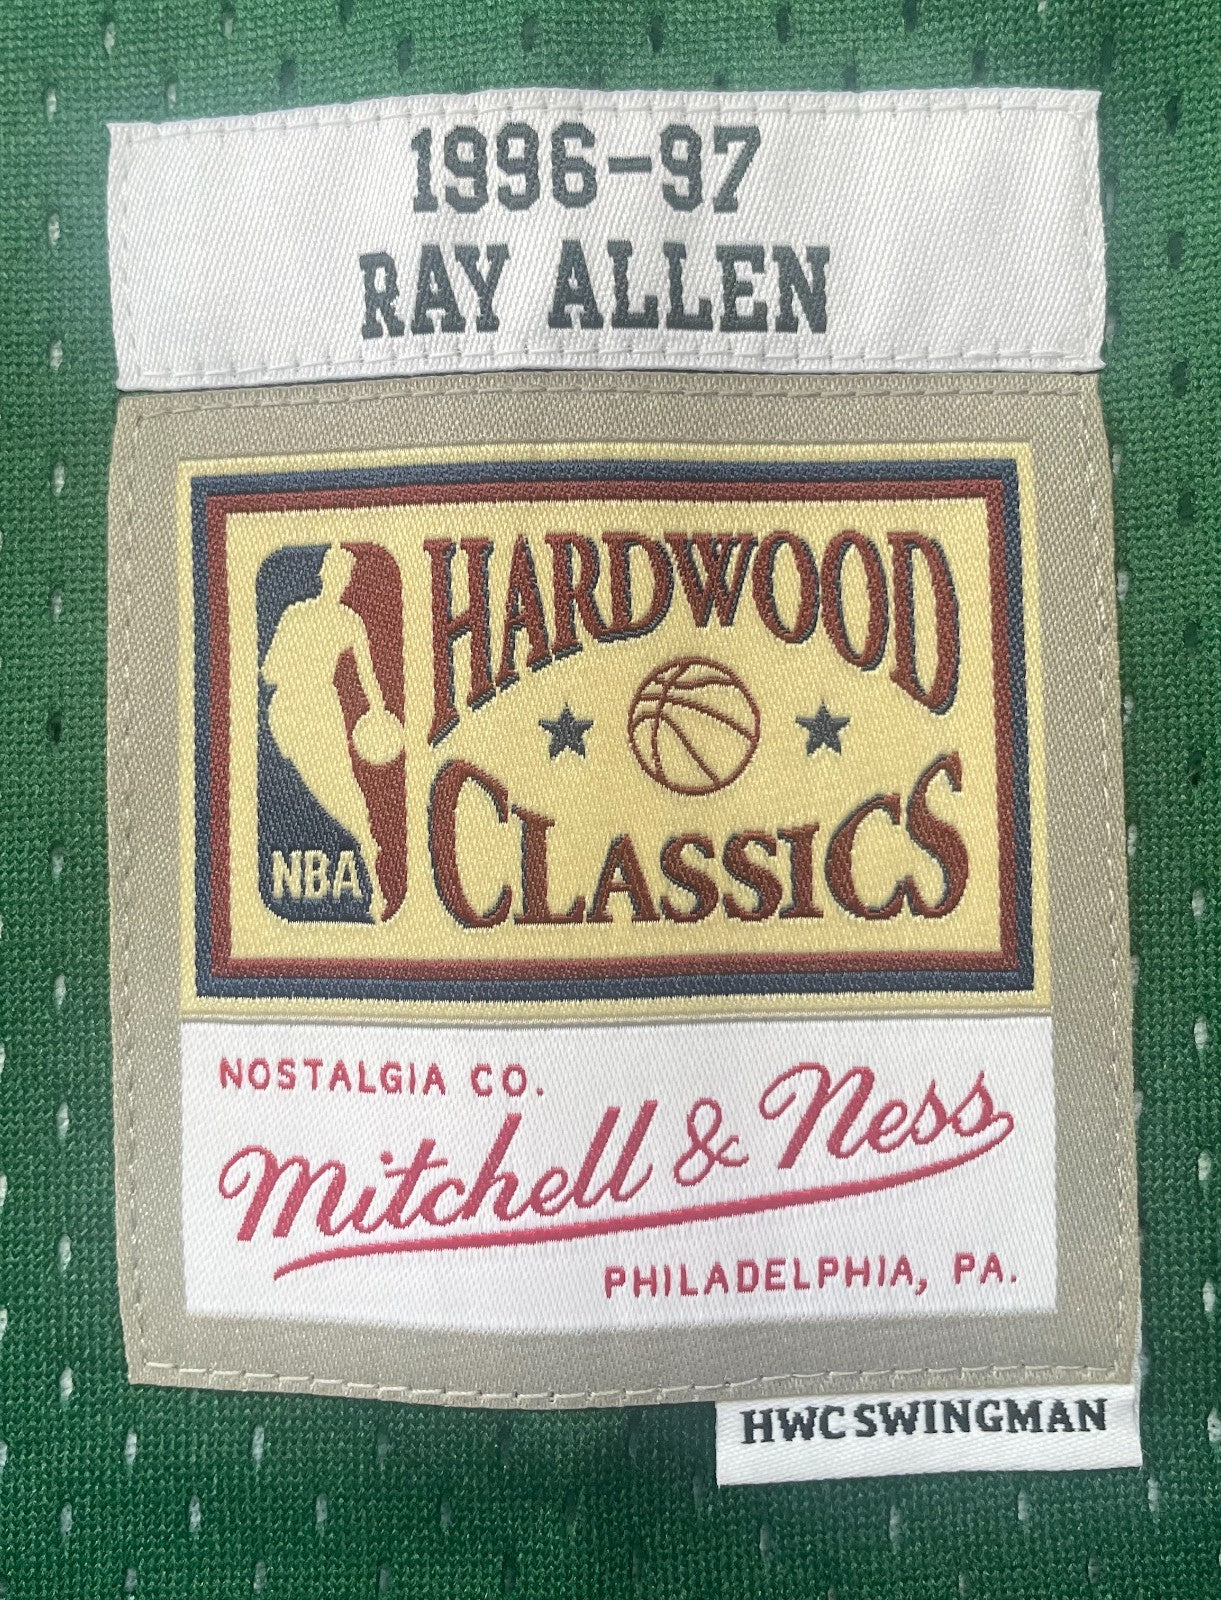 1996-97
RAY ALLEN
HARDWOOD
CLASSICS
NBA
NOSTALGIA CO.
Mitchell & Ness
PHILADELPHIA, PA.
HWC SWINGMAN